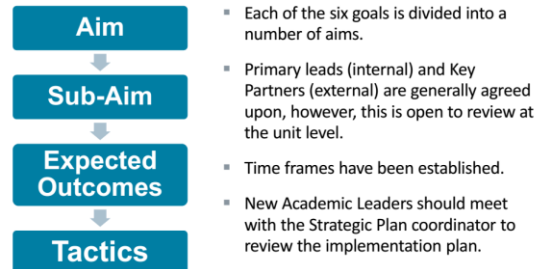 Aim
Sub-Aim
Expected
Outcomes
Tactics
▪ Each of the six goals is divided into a
number of aims.
▪ Primary leads (internal) and Key
Partners (external) are generally agreed
upon, however, this is open to review at
the unit level.
▪ Time frames have been established.
▪ New Academic Leaders should meet
with the Strategic Plan coordinator to
review the implementation plan.